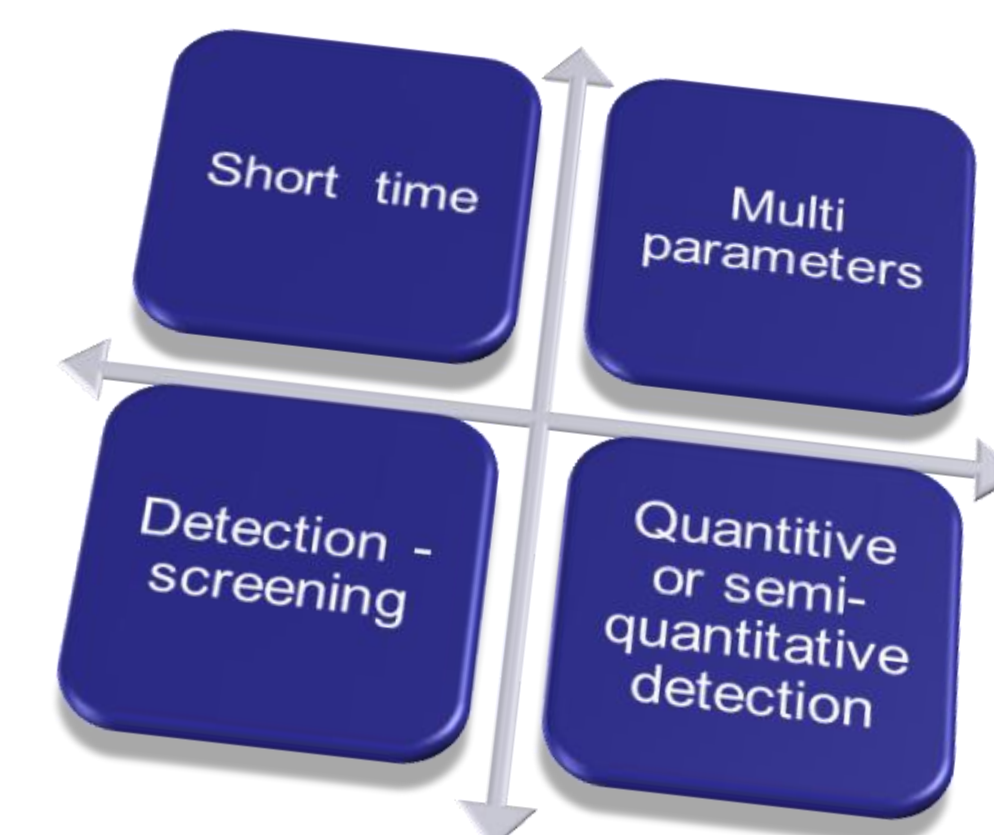 Short time
Multi
parameters
Detection -
screening
Quantitive
or semi-
quantitative
detection